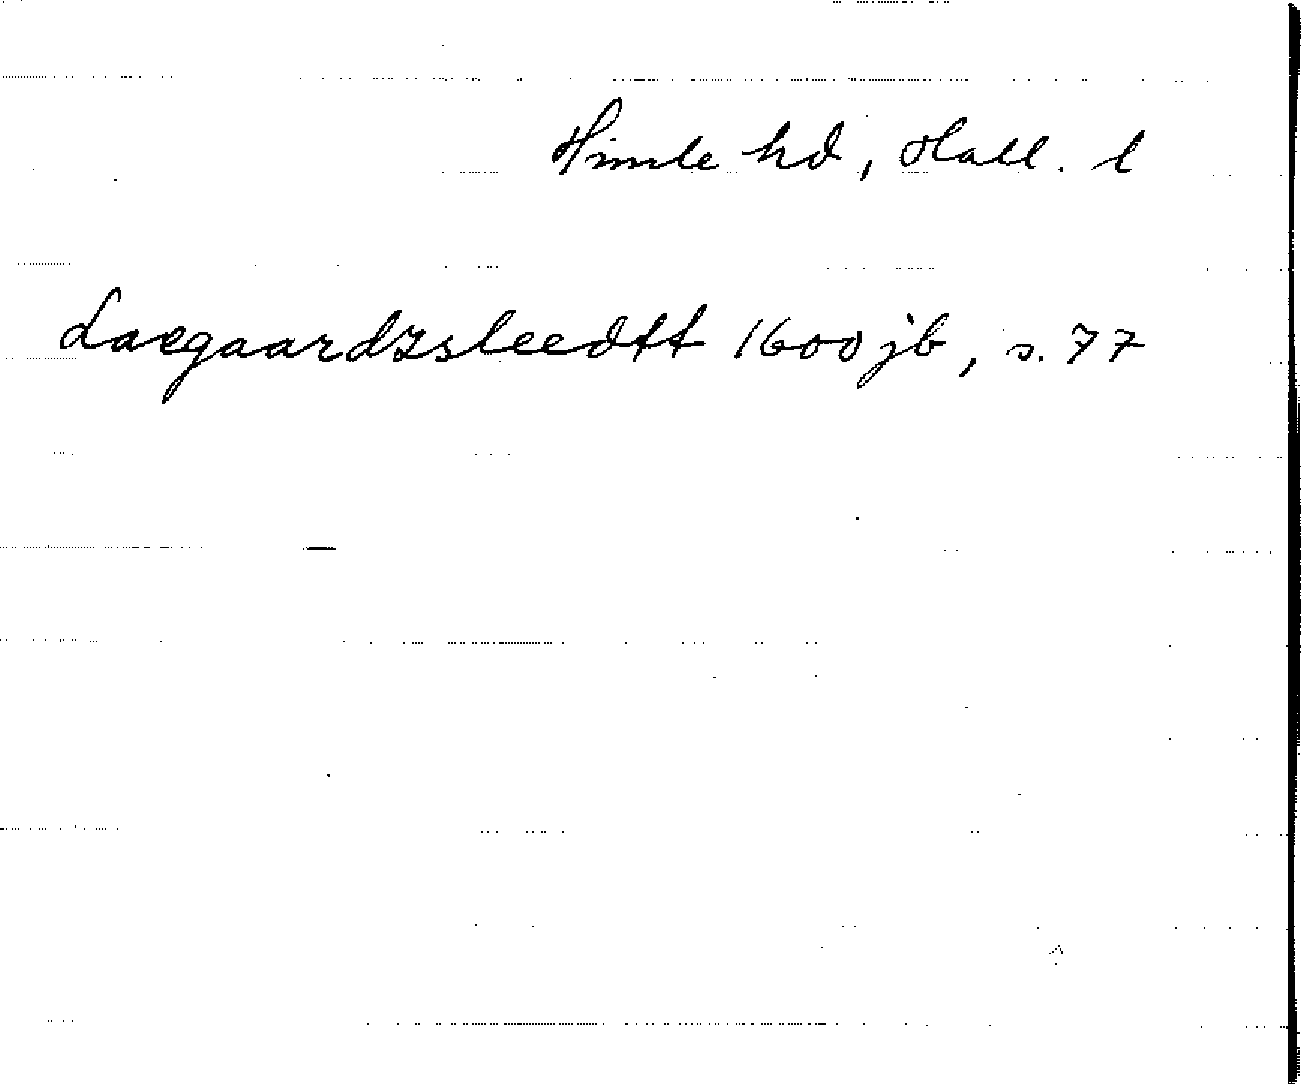 Himle hd, Hall. l
Laegaardzsleedtt 1600 jb, s. 77